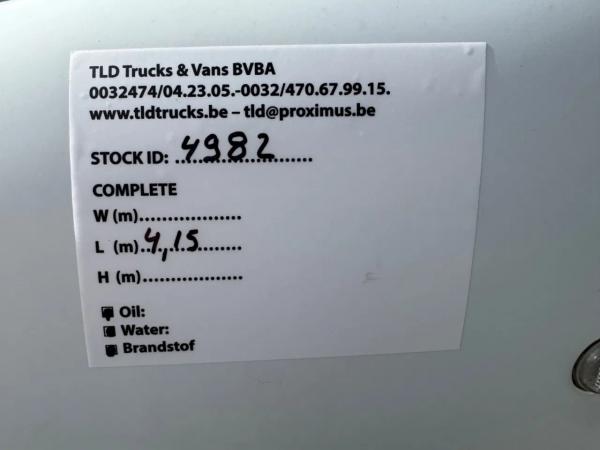 TLD Trucks & Vans BVBA
0032474/04.23.05.-0032/470.67.99.15.
www.tldtrucks.be – tld@proximus.be
STOCK ID: ...4982.......
COMPLETE
W (m)...................
L (m)..4,15.........
H (m)...................
Oil:
Water:
Brandstof